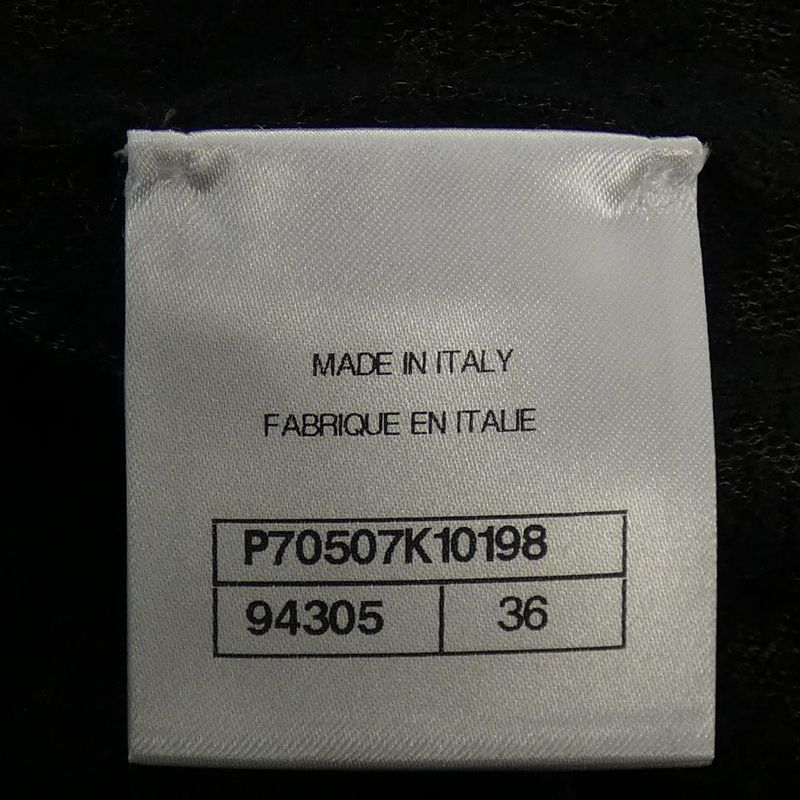 MADE IN ITALY
FABRIQUE EN ITALIE
P70507K10198
94305 36